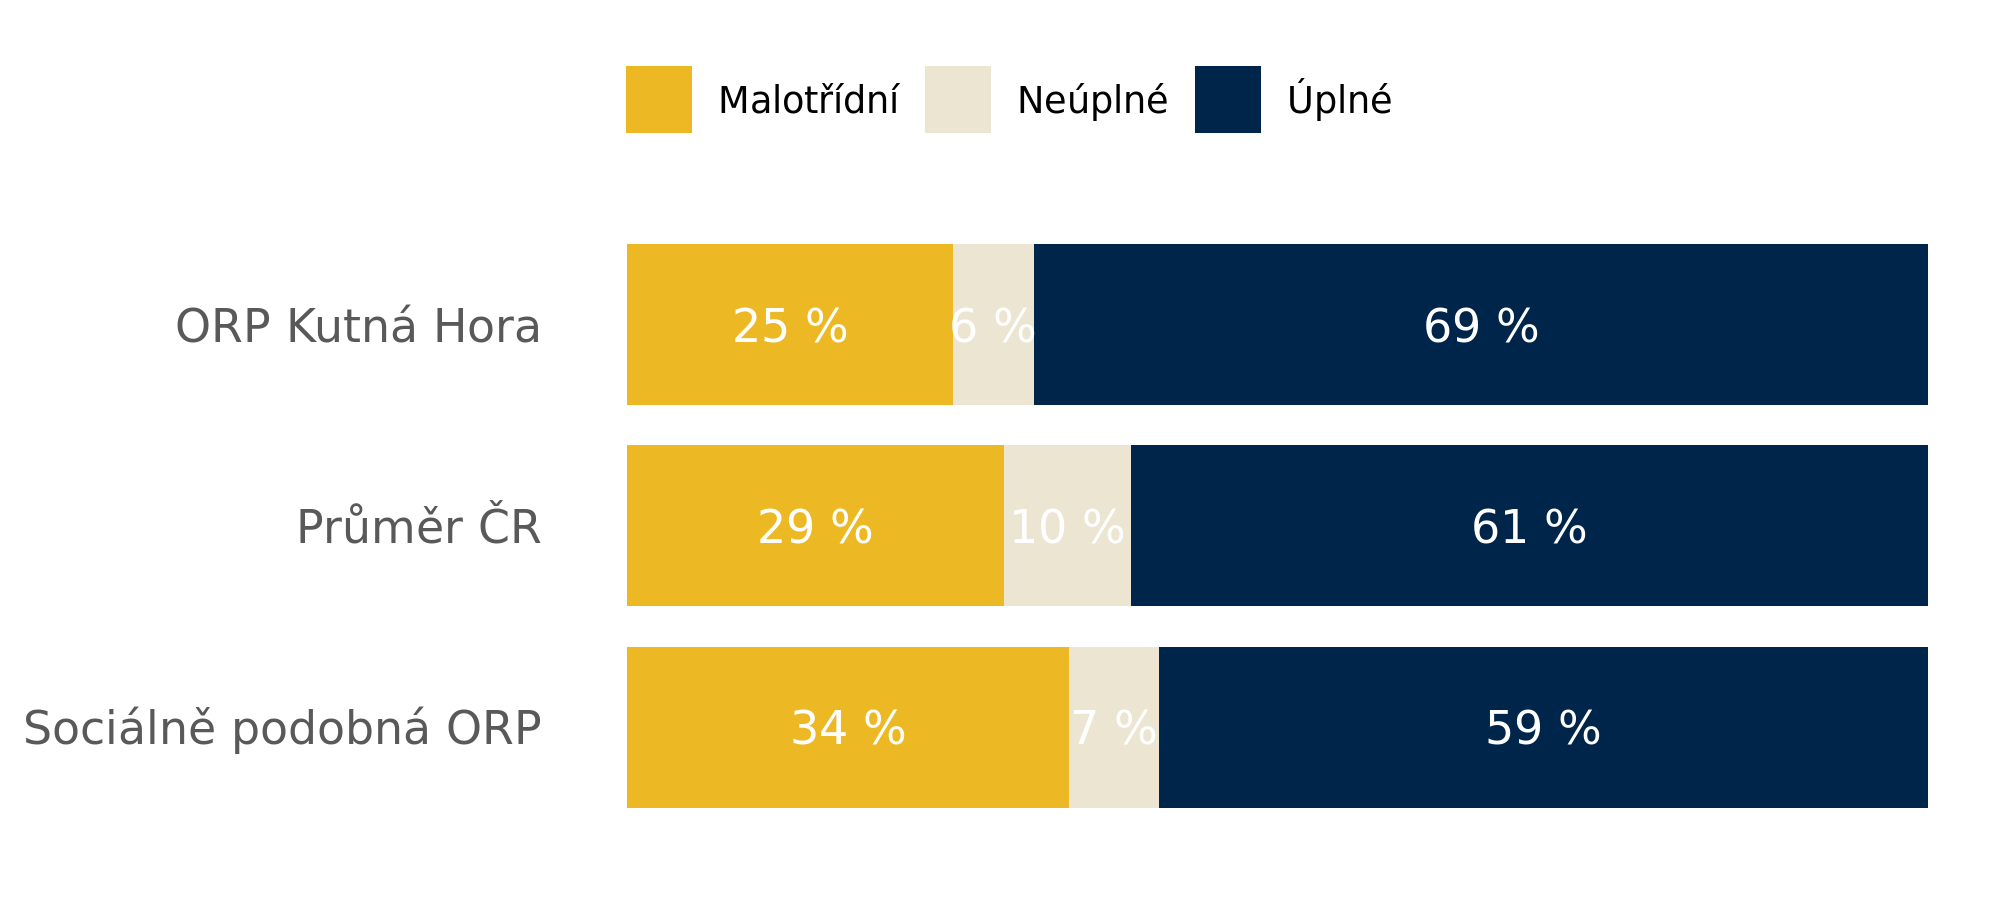 Malotřídní Neúplné Úplné
ORP Kutná Hora 25 % 6 % 69 %
Průměr ČR 29 % 10 % 61 %
Sociálně podobná ORP 34 % 7 % 59 %